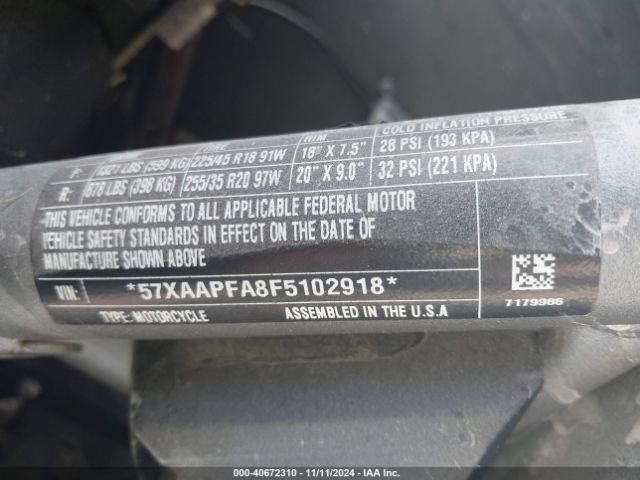 TIRE RIM COLD INFLATION PRESSURE
F: 1321 LBS (599 KG) 225/45 R18 91W 18" X 7.5" 28 PSI (193 KPA)
R: 878 LBS (398 KG) 255/35 R20 97W 20" X 9.0" 32 PSI (221 KPA)
THIS VEHICLE CONFORMS TO ALL APPLICABLE FEDERAL MOTOR
VEHICLE SAFETY STANDARDS IN EFFECT ON THE DATE OF
MANUFACTURE SHOWN ABOVE
VIN: *57XAAPFA8F5102918*
TYPE: MOTORCYCLE ASSEMBLED IN THE U.S.A
7179986
000-40672310 - 11/11/2024 - IAA Inc.